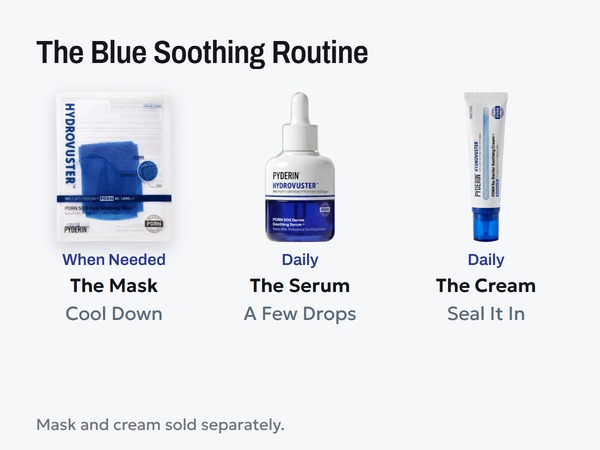 The Blue Soothing Routine
HYDROVUSTER
PDRN
PYDERIN
PDRN
PYDERIN
HYDROVUSTER
PDRN SOS Derma
Soothing Serum
PYDERIN HYDROVUSTER
When Needed
Daily
Daily
The Mask
The Serum
The Cream
Cool Down
A Few Drops
Seal It In
Mask and cream sold separately.